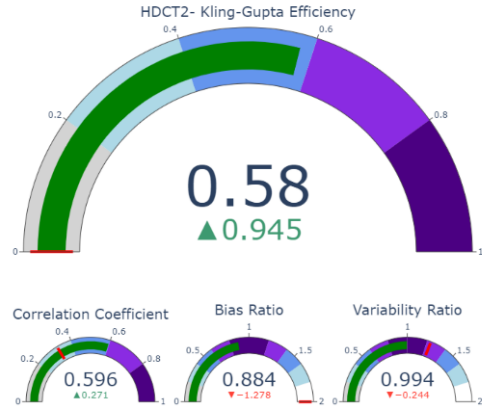 HDCT2- Kling-Gupta Efficiency
0.4 0.6
0.2 0.8
0.58
▲0.945
0 1
Correlation Coefficient Bias Ratio Variability Ratio
0.4 0.6 1 1
0.2 0.8 0.5 1.5 0.5 1.5
0.596 0.884 0.994
▲0.271 ▼−1.278 ▼−0.244
0 1 0 2 0 2